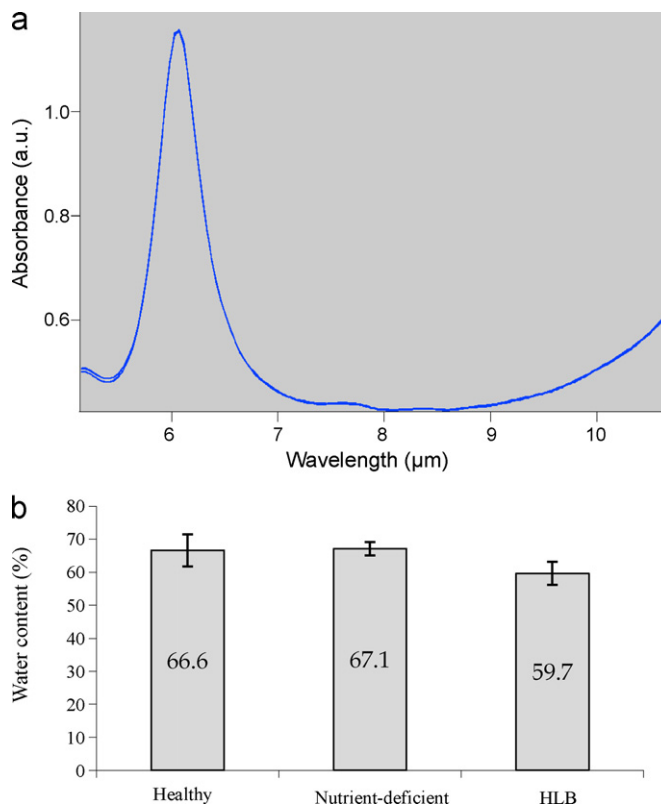 a
Absorbance (a.u.)
1.0
0.8
0.6
6 7 8 9 10
Wavelength (µm)
b
Water content (%)
80
70
60
50
40
30
20
10
0
66.6 67.1 59.7
Healthy Nutrient-deficient HLB